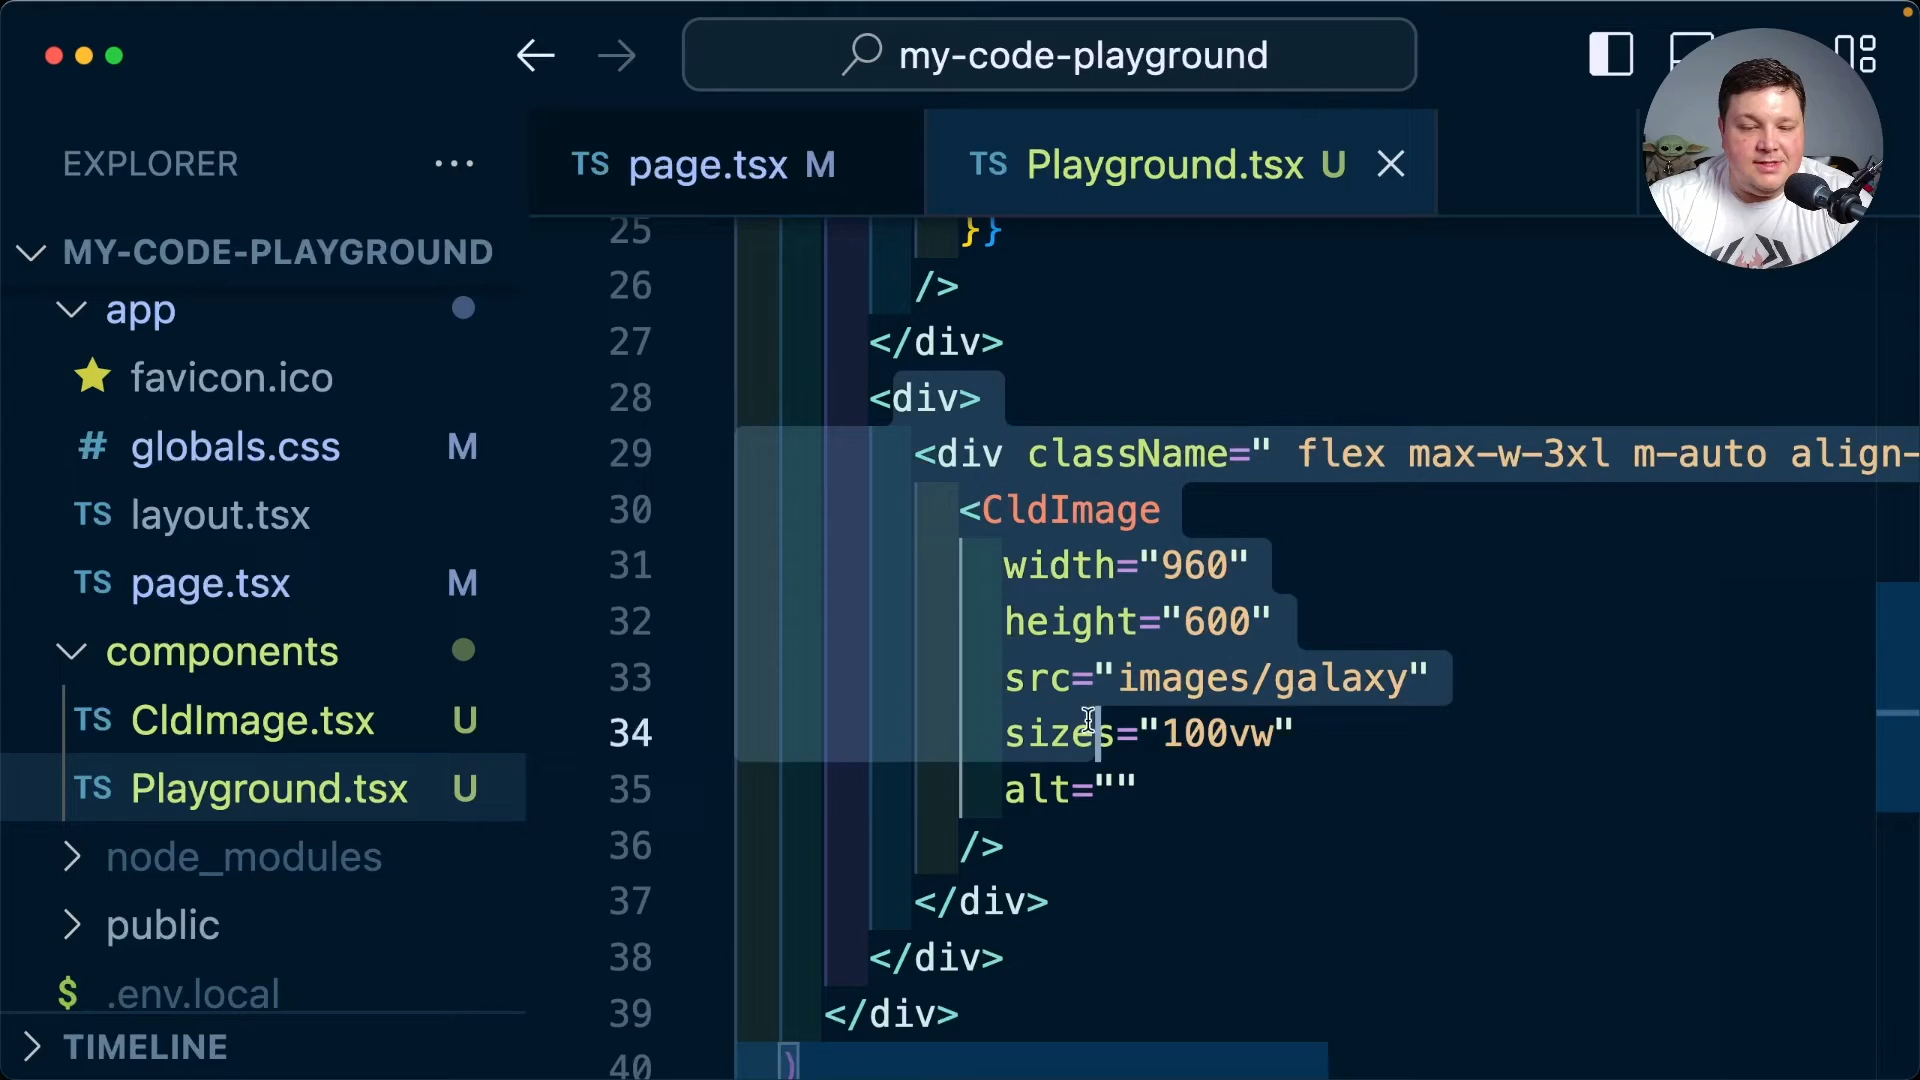 my-code-playground
EXPLORER
TS page.tsx M
TS Playground.tsx U
MY-CODE-PLAYGROUND
app
favicon.ico
# globals.css M
TS layout.tsx
TS page.tsx M
components
TS CldImage.tsx U
TS Playground.tsx U
node_modules
public
$ .env.local
TIMELINE
25 }}
26 />
27 </div>
28 <div>
29 <div className=" flex max-w-3xl m-auto align-
30 <CldImage
31 width="960"
32 height="600"
33 src="images/galaxy"
34 sizes="100vw"
35 alt=""
36 />
37 </div>
38 </div>
39 </div>
40 )